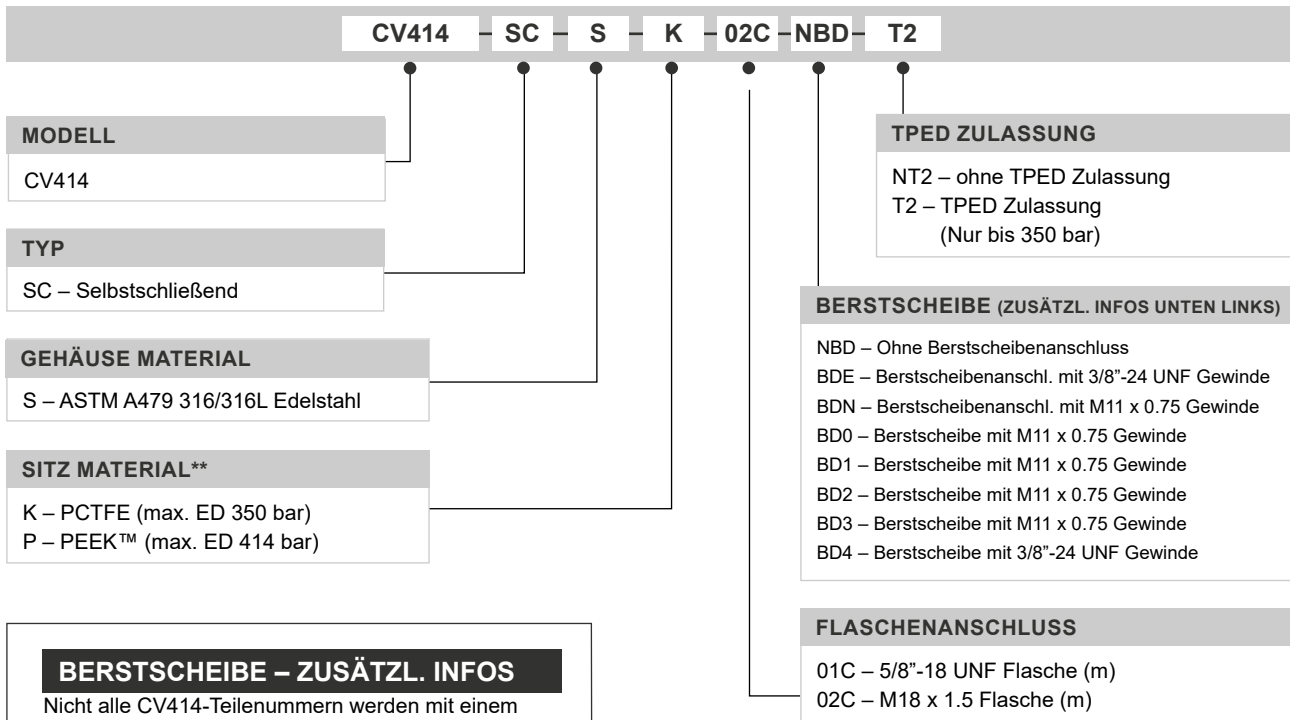 CV414 – SC – S – K – 02C – NBD – T2
MODELL
CV414
TYP
SC – Selbstschließend
GEHÄUSE MATERIAL
S – ASTM A479 316/316L Edelstahl
SITZ MATERIAL**
K – PCTFE (max. ED 350 bar)
P – PEEK™ (max. ED 414 bar)
BERSTSCHEIBE – ZUSÄTZL. INFOS
Nicht alle CV414-Teilenummern werden mit einem
TPED ZULASSUNG
NT2 – ohne TPED Zulassung
T2 – TPED Zulassung
(Nur bis 350 bar)
BERSTSCHEIBE (ZUSÄTZL. INFOS UNTEN LINKS)
NBD – Ohne Berstscheibenanschluss
BDE – Berstscheibenanschl. mit 3/8”-24 UNF Gewinde
BDN – Berstscheibenanschl. mit M11 x 0.75 Gewinde
BD0 – Berstscheibe mit M11 x 0.75 Gewinde
BD1 – Berstscheibe mit M11 x 0.75 Gewinde
BD2 – Berstscheibe mit M11 x 0.75 Gewinde
BD3 – Berstscheibe mit M11 x 0.75 Gewinde
BD4 – Berstscheibe mit 3/8”-24 UNF Gewinde
FLASCHENANSCHLUSS
01C – 5/8”-18 UNF Flasche (m)
02C – M18 x 1.5 Flasche (m)